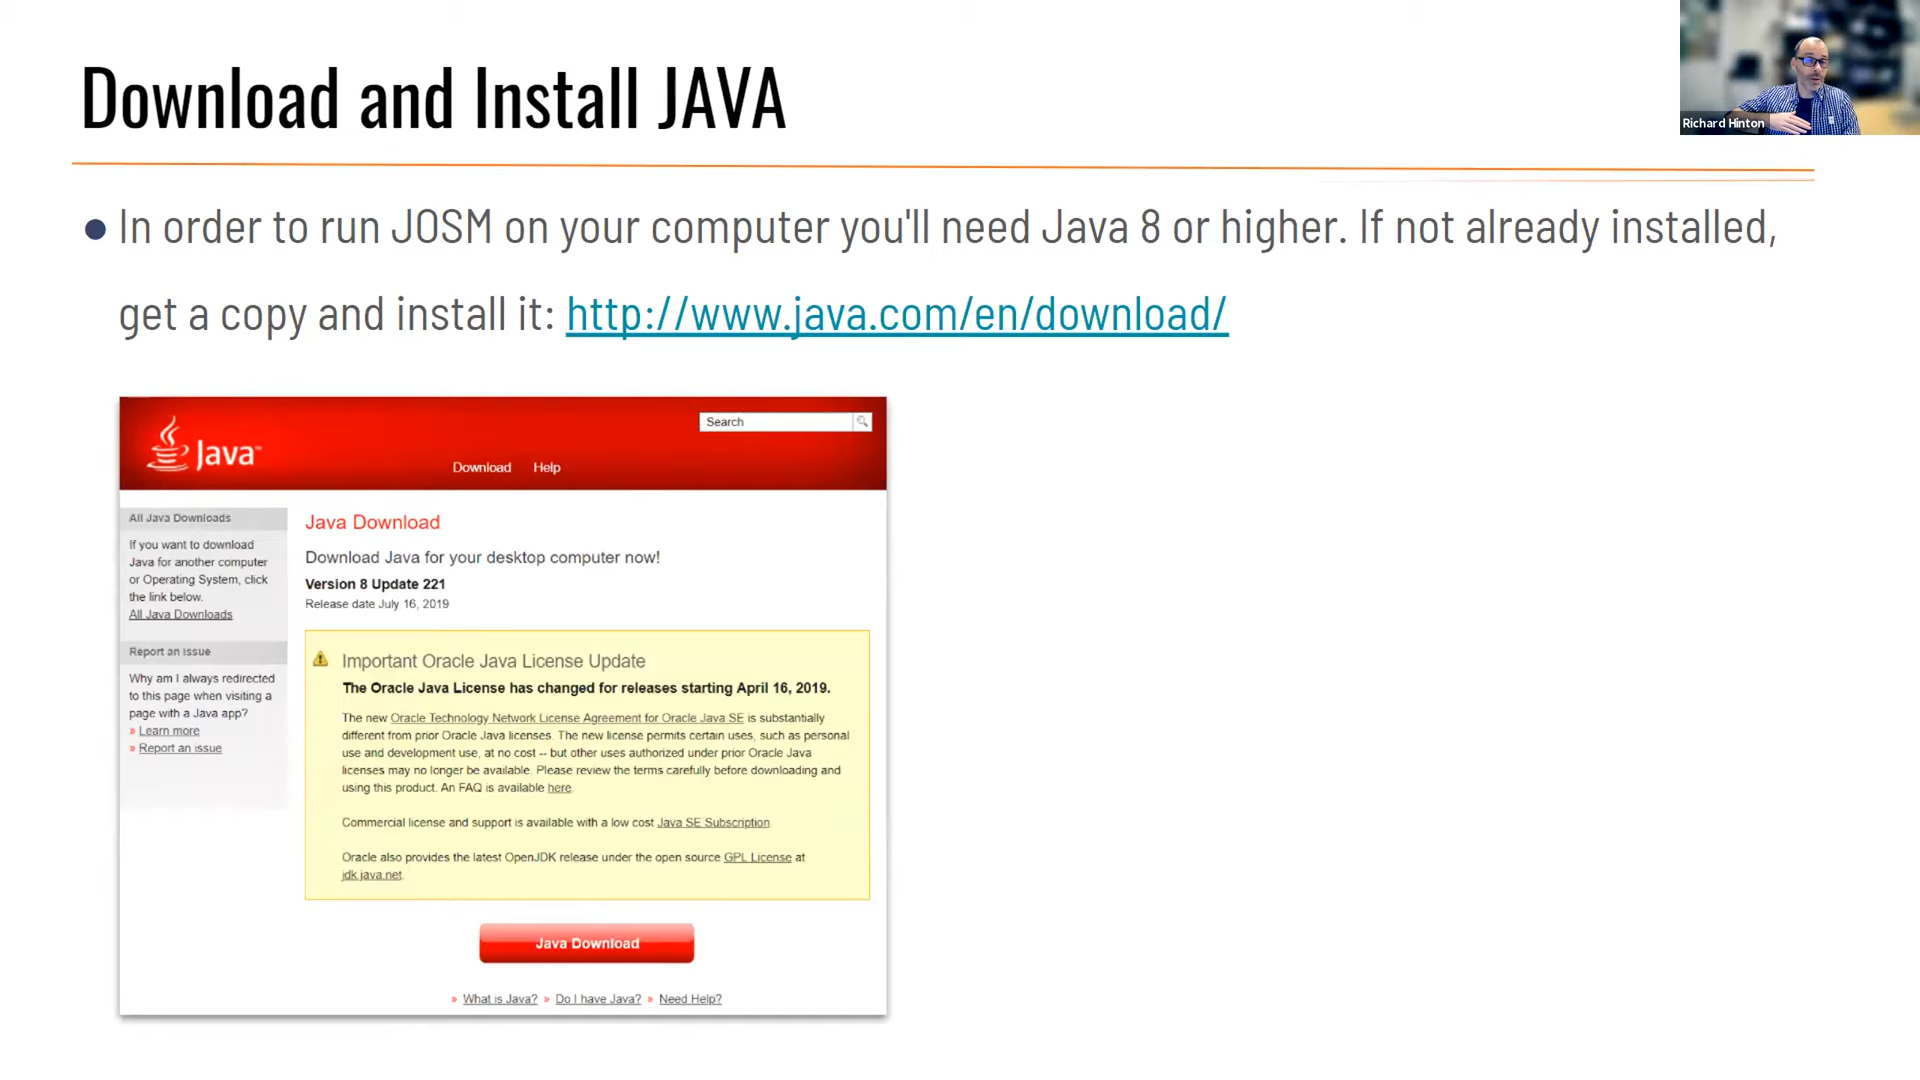 Download and Install JAVA
Richard Hinton
● In order to run JOSM on your computer you'll need Java 8 or higher. If not already installed,
get a copy and install it: http://www.java.com/en/download/
Java™
Search
Download Help
All Java Downloads
If you want to download
Java for another computer
or Operating System, click
the link below.
All Java Downloads
Report an issue
Why am I always redirected
to this page when visiting a
page with a Java app?
» Learn more
» Report an issue
Java Download
Download Java for your desktop computer now!
Version 8 Update 221
Release date July 16, 2019
Important Oracle Java License Update
The Oracle Java License has changed for releases starting April 16, 2019.
The new Oracle Technology Network License Agreement for Oracle Java SE is substantially
different from prior Oracle Java licenses. The new license permits certain uses, such as personal
use and development use, at no cost -- but other uses authorized under prior Oracle Java
licenses may no longer be available. Please review the terms carefully before downloading and
using this product. An FAQ is available here.
Commercial license and support is available with a low cost Java SE Subscription.
Oracle also provides the latest OpenJDK release under the open source GPL License at
jdk.java.net.
Java Download
» What is Java? » Do I have Java? » Need Help?